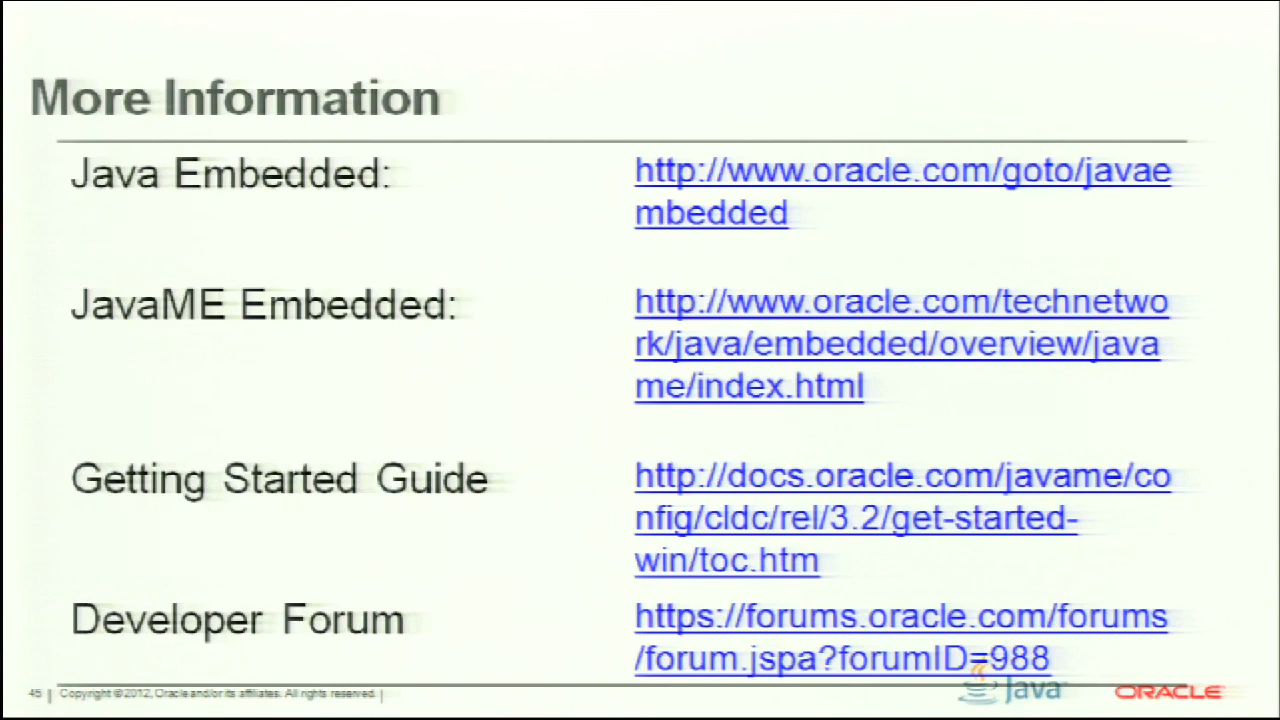 More Information
Java Embedded:
http://www.oracle.com/goto/javae
mbedded
JavaME Embedded:
http://www.oracle.com/technetwo
rk/java/embedded/overview/java
me/index.html
Getting Started Guide
http://docs.oracle.com/javame/co
nfig/cldc/rel/3.2/get-started-
win/toc.htm
Developer Forum
https://forums.oracle.com/forums
/forum.jspa?forumID=988
45 | Copyright ©2012, Oracle and/or its affiliates. All rights reserved. |
Java
ORACLE